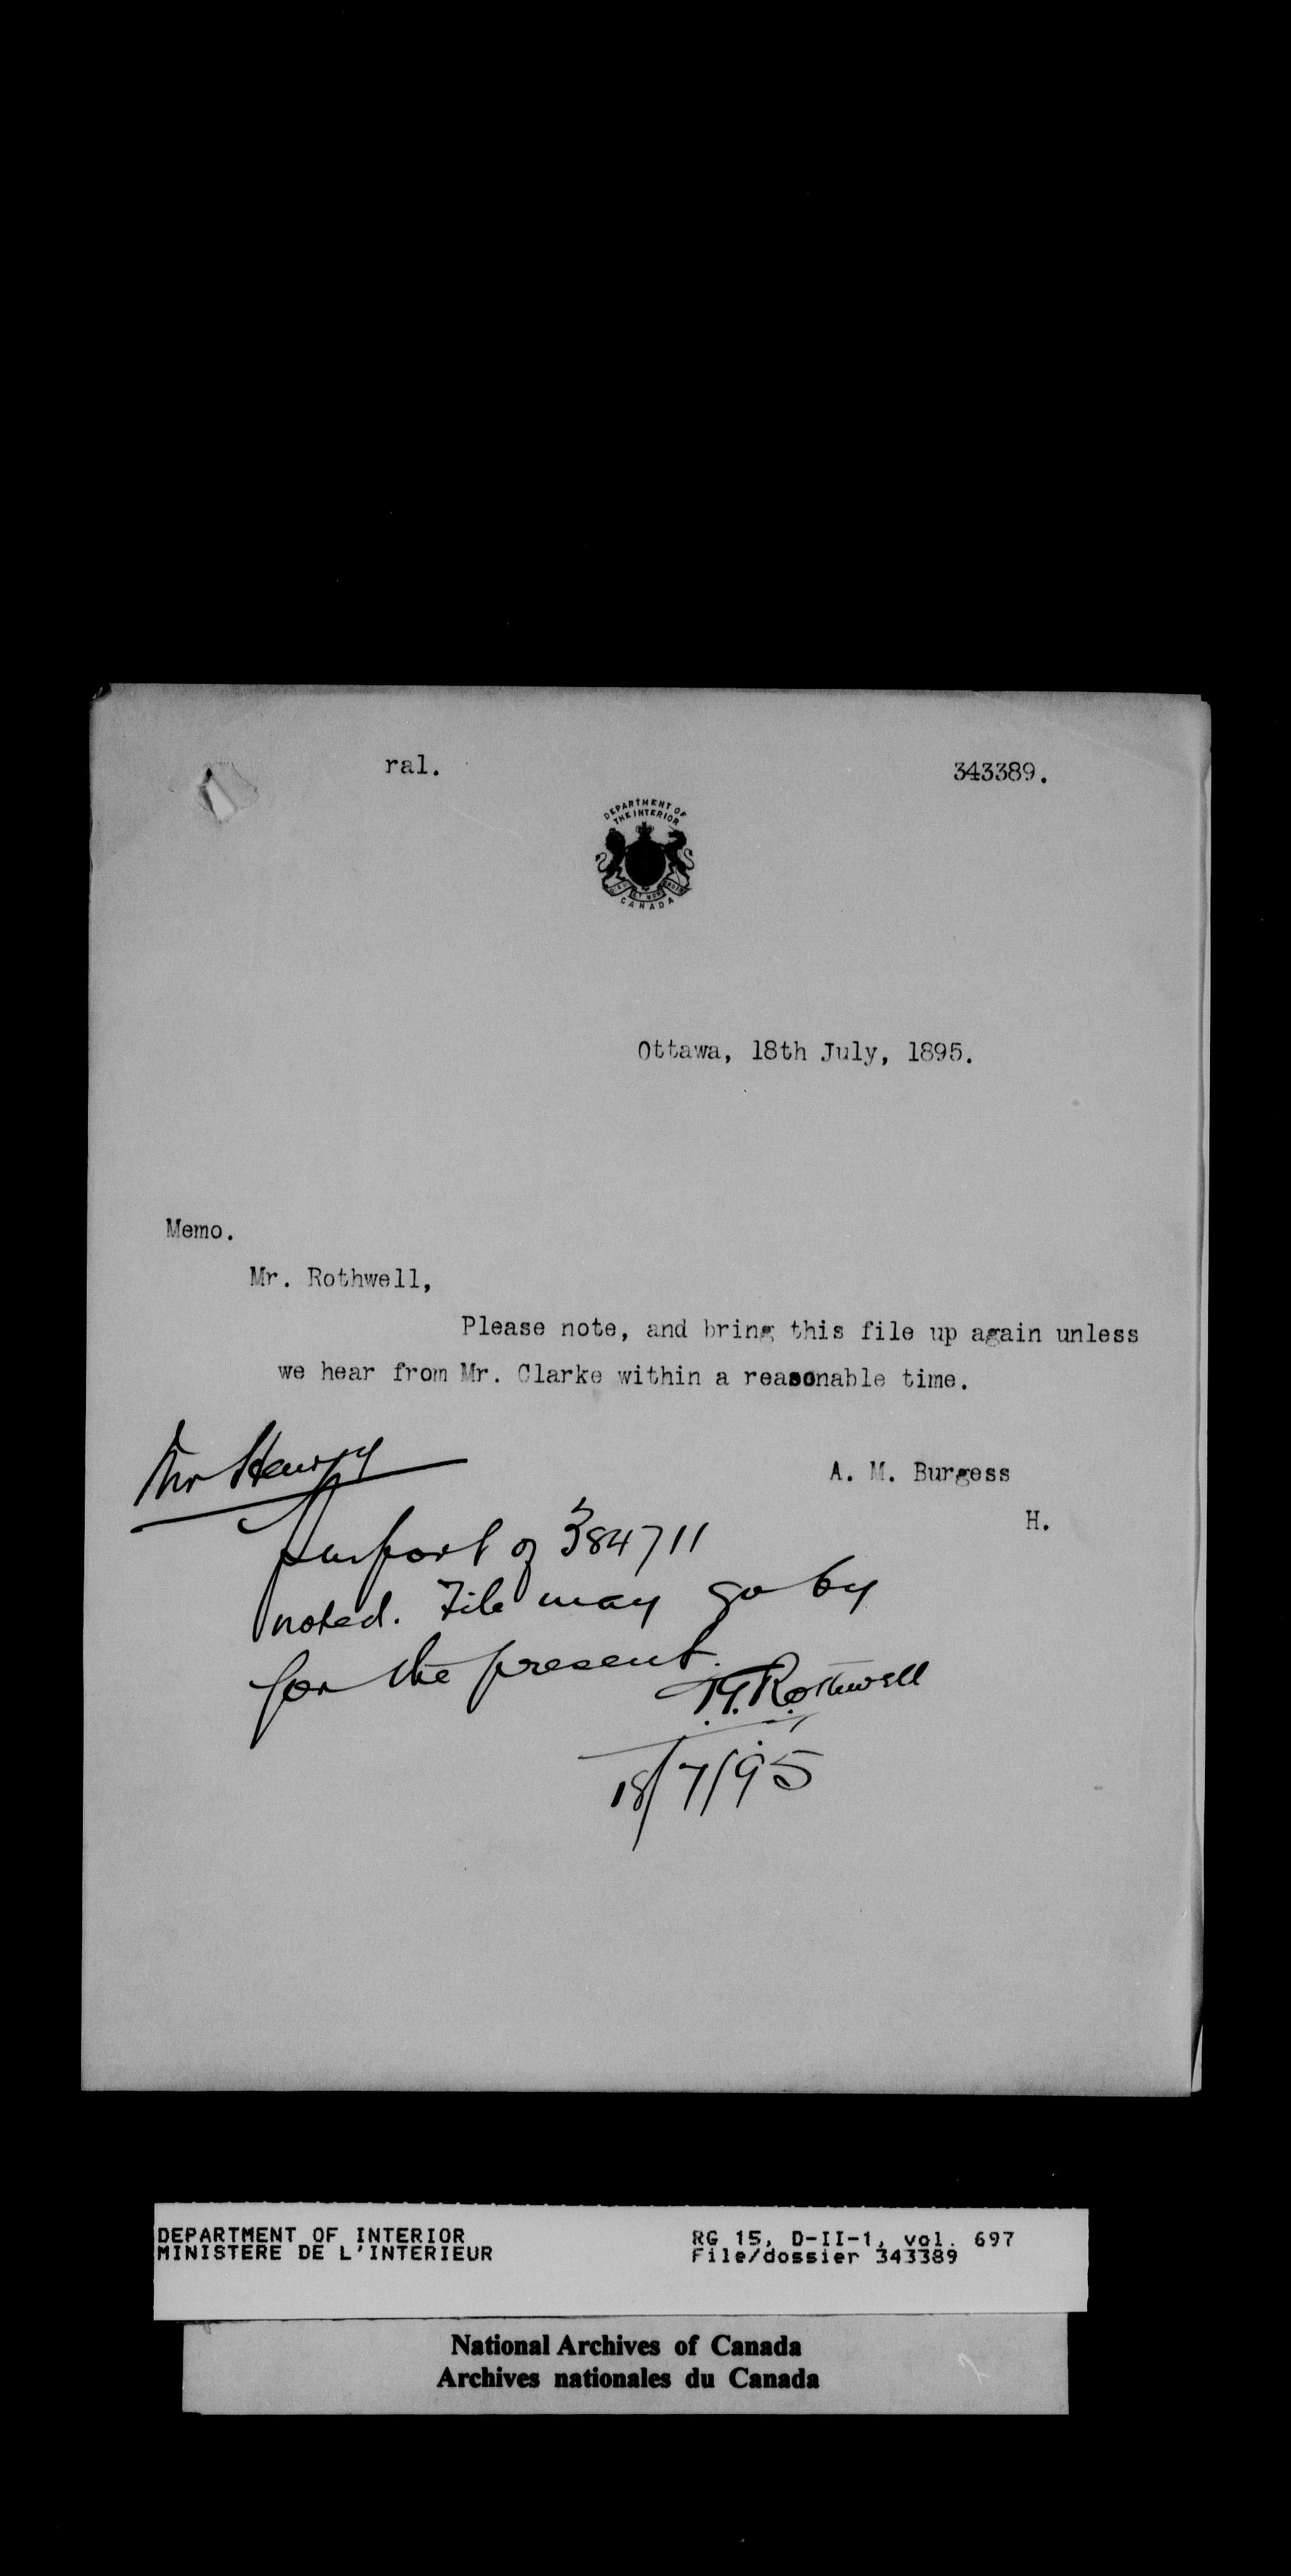 ral. 343389.
DEPARTMENT OF
THE INTERIOR
CANADA
Ottawa, 18th July, 1895.
Memo.
Mr. Rothwell,
Please note, and bring this file up again unless
we hear from Mr. Clarke within a reasonable time.
Mr Henry
A. M. Burgess
H.
purport of 384711
noted. File may go by
for the present.
T.G. Rothwell
18/7/95
DEPARTMENT OF INTERIOR RG 15, D-II-1, vol. 697
MINISTERE DE L'INTERIEUR File/dossier 343389
National Archives of Canada
Archives nationales du Canada